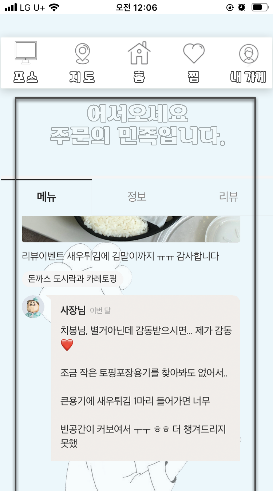 LG U+
오전 12:06
포스
지도
홈
찜
내 가게
어서오세요
주문의 민족입니다.
메뉴
정보
리뷰
리뷰이벤트 새우튀김에 김말이까지 ㅠㅠ 감사합니다
돈까스 도시락과 카레토핑
사장님 이번 달
치붕님, 별거아닌데 감동받으시면... 제가 감동
❤️
조금 작은 토핑포장용기를 찾아봐도 없어서..
큰용기에 새우튀김 1마리 들어가면 너무
빈공간이 커보여서 ㅜㅜ ㅎㅎ 더 챙겨드리지
못했